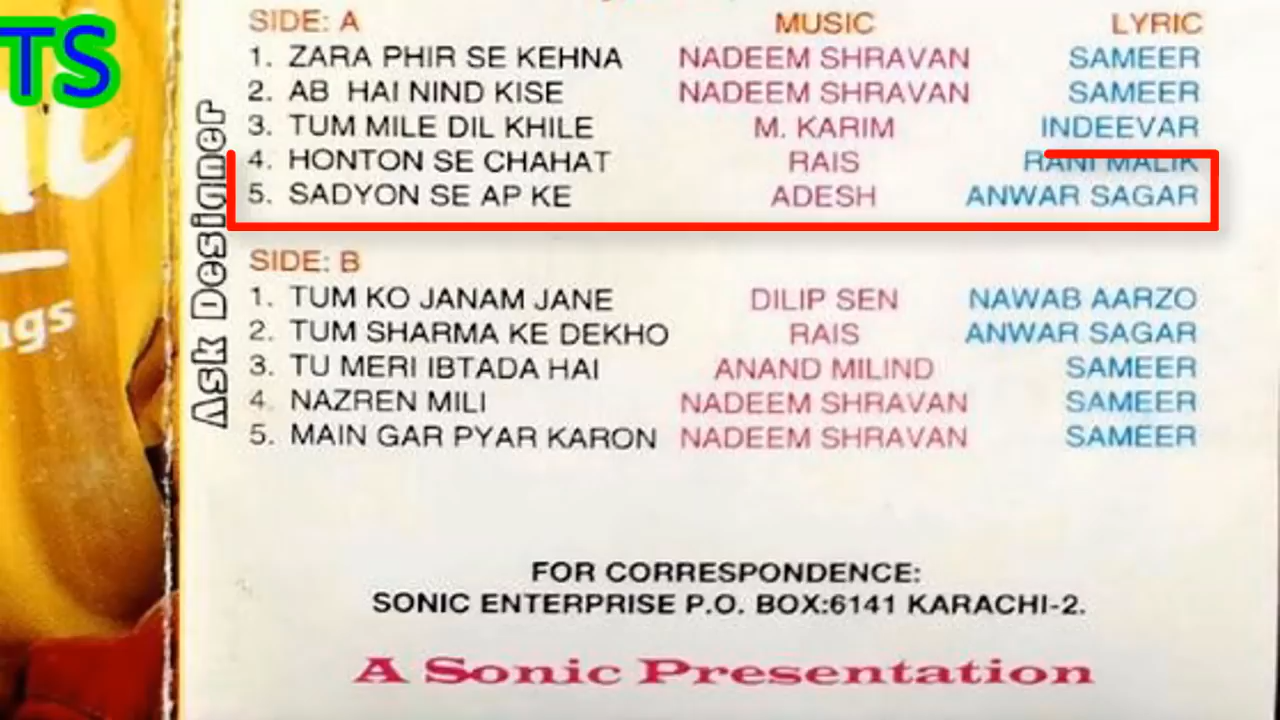 TS
ngs
Ask Designer
SIDE: A MUSIC LYRIC
1. ZARA PHIR SE KEHNA NADEEM SHRAVAN SAMEER
2. AB HAI NIND KISE NADEEM SHRAVAN SAMEER
3. TUM MILE DIL KHILE M. KARIM INDEEVAR
4. HONTON SE CHAHAT RAIS RANI MALIK
5. SADYON SE AP KE ADESH ANWAR SAGAR
SIDE: B
1. TUM KO JANAM JANE DILIP SEN NAWAB AARZO
2. TUM SHARMA KE DEKHO RAIS ANWAR SAGAR
3. TU MERI IBTADA HAI ANAND MILIND SAMEER
4. NAZREN MILI NADEEM SHRAVAN SAMEER
5. MAIN GAR PYAR KARON NADEEM SHRAVAN SAMEER
FOR CORRESPONDENCE:
SONIC ENTERPRISE P.O. BOX:6141 KARACHI-2.
A Sonic Presentation